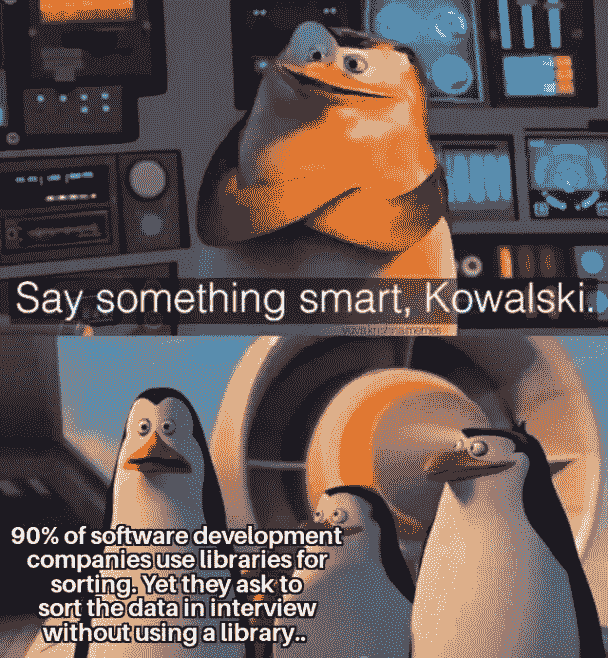 Say something smart, Kowalski.
90% of software development
companies use libraries for
sorting. Yet they ask to
sort the data in interview
without using a library..